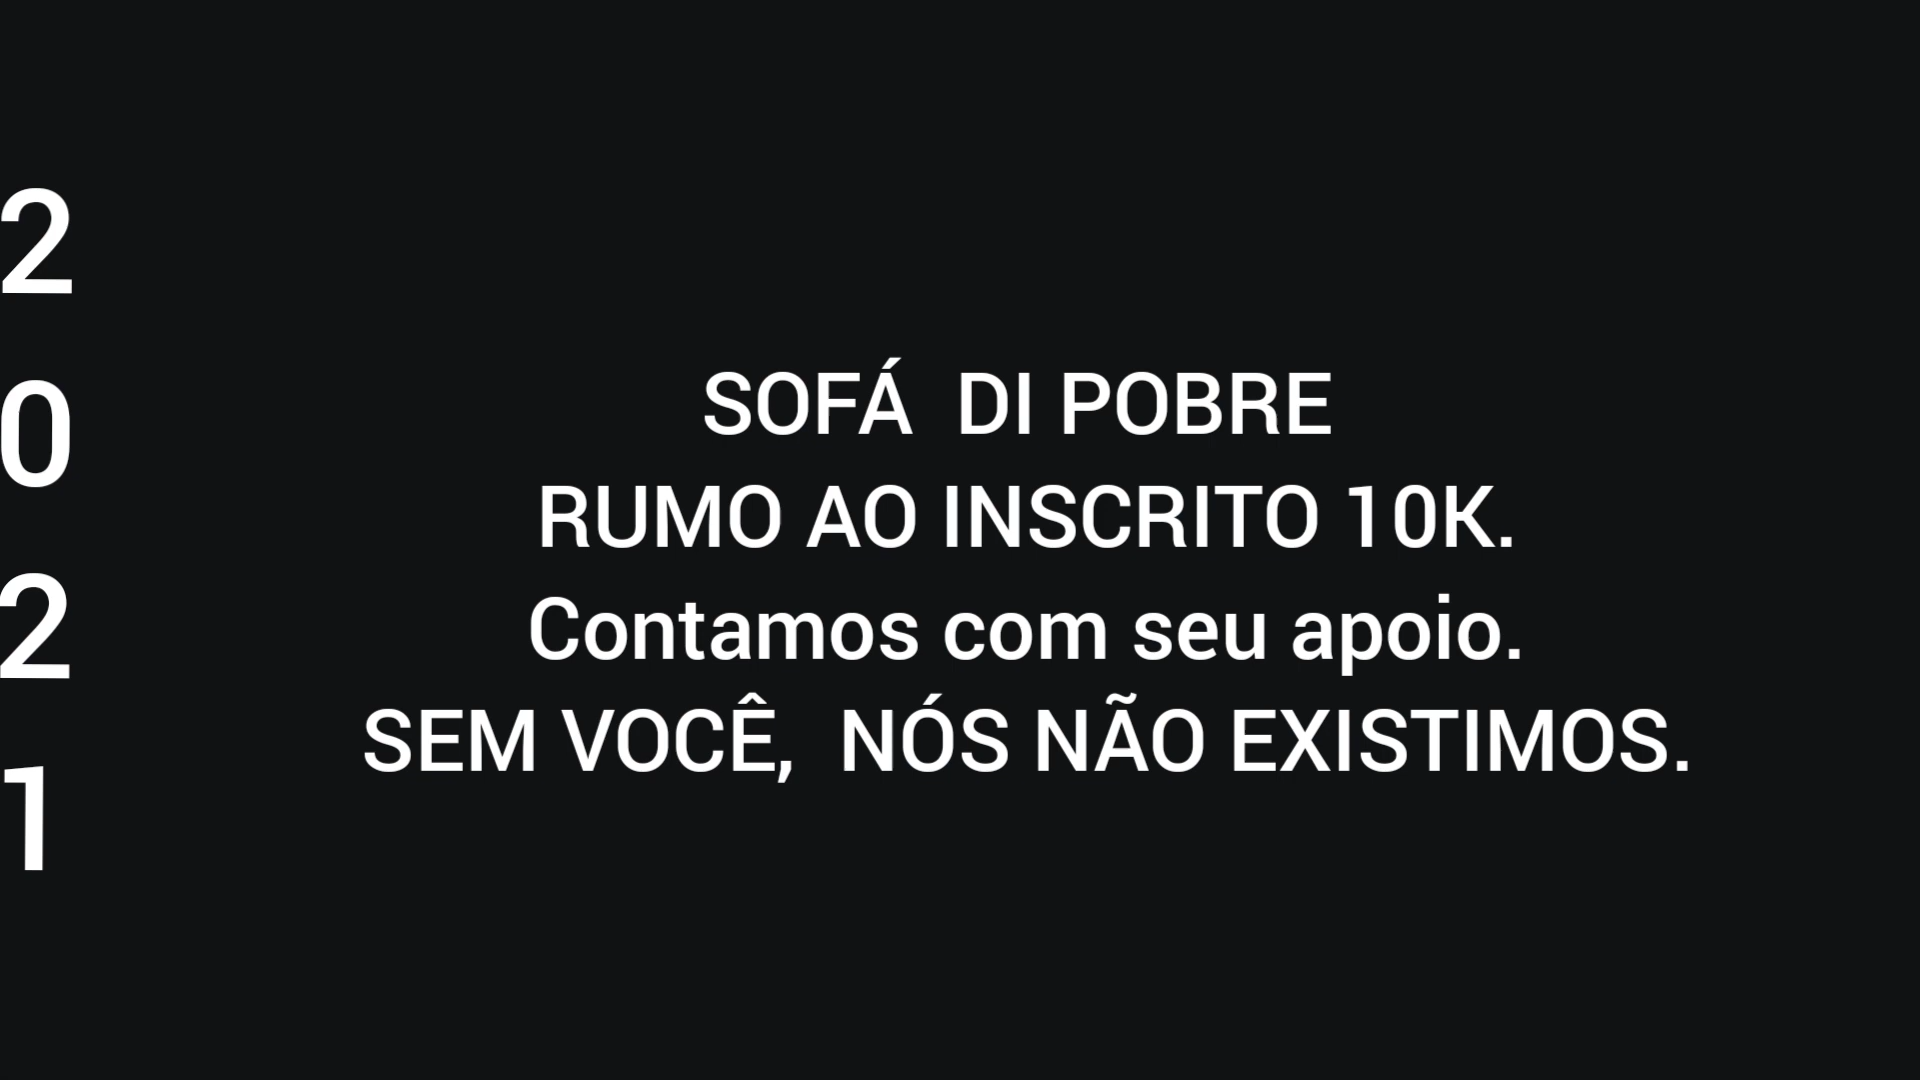 2
0
2
1
SOFÁ  DI POBRE
RUMO AO INSCRITO 10K.
Contamos com seu apoio.
SEM VOCÊ,  NÓS NÃO EXISTIMOS.